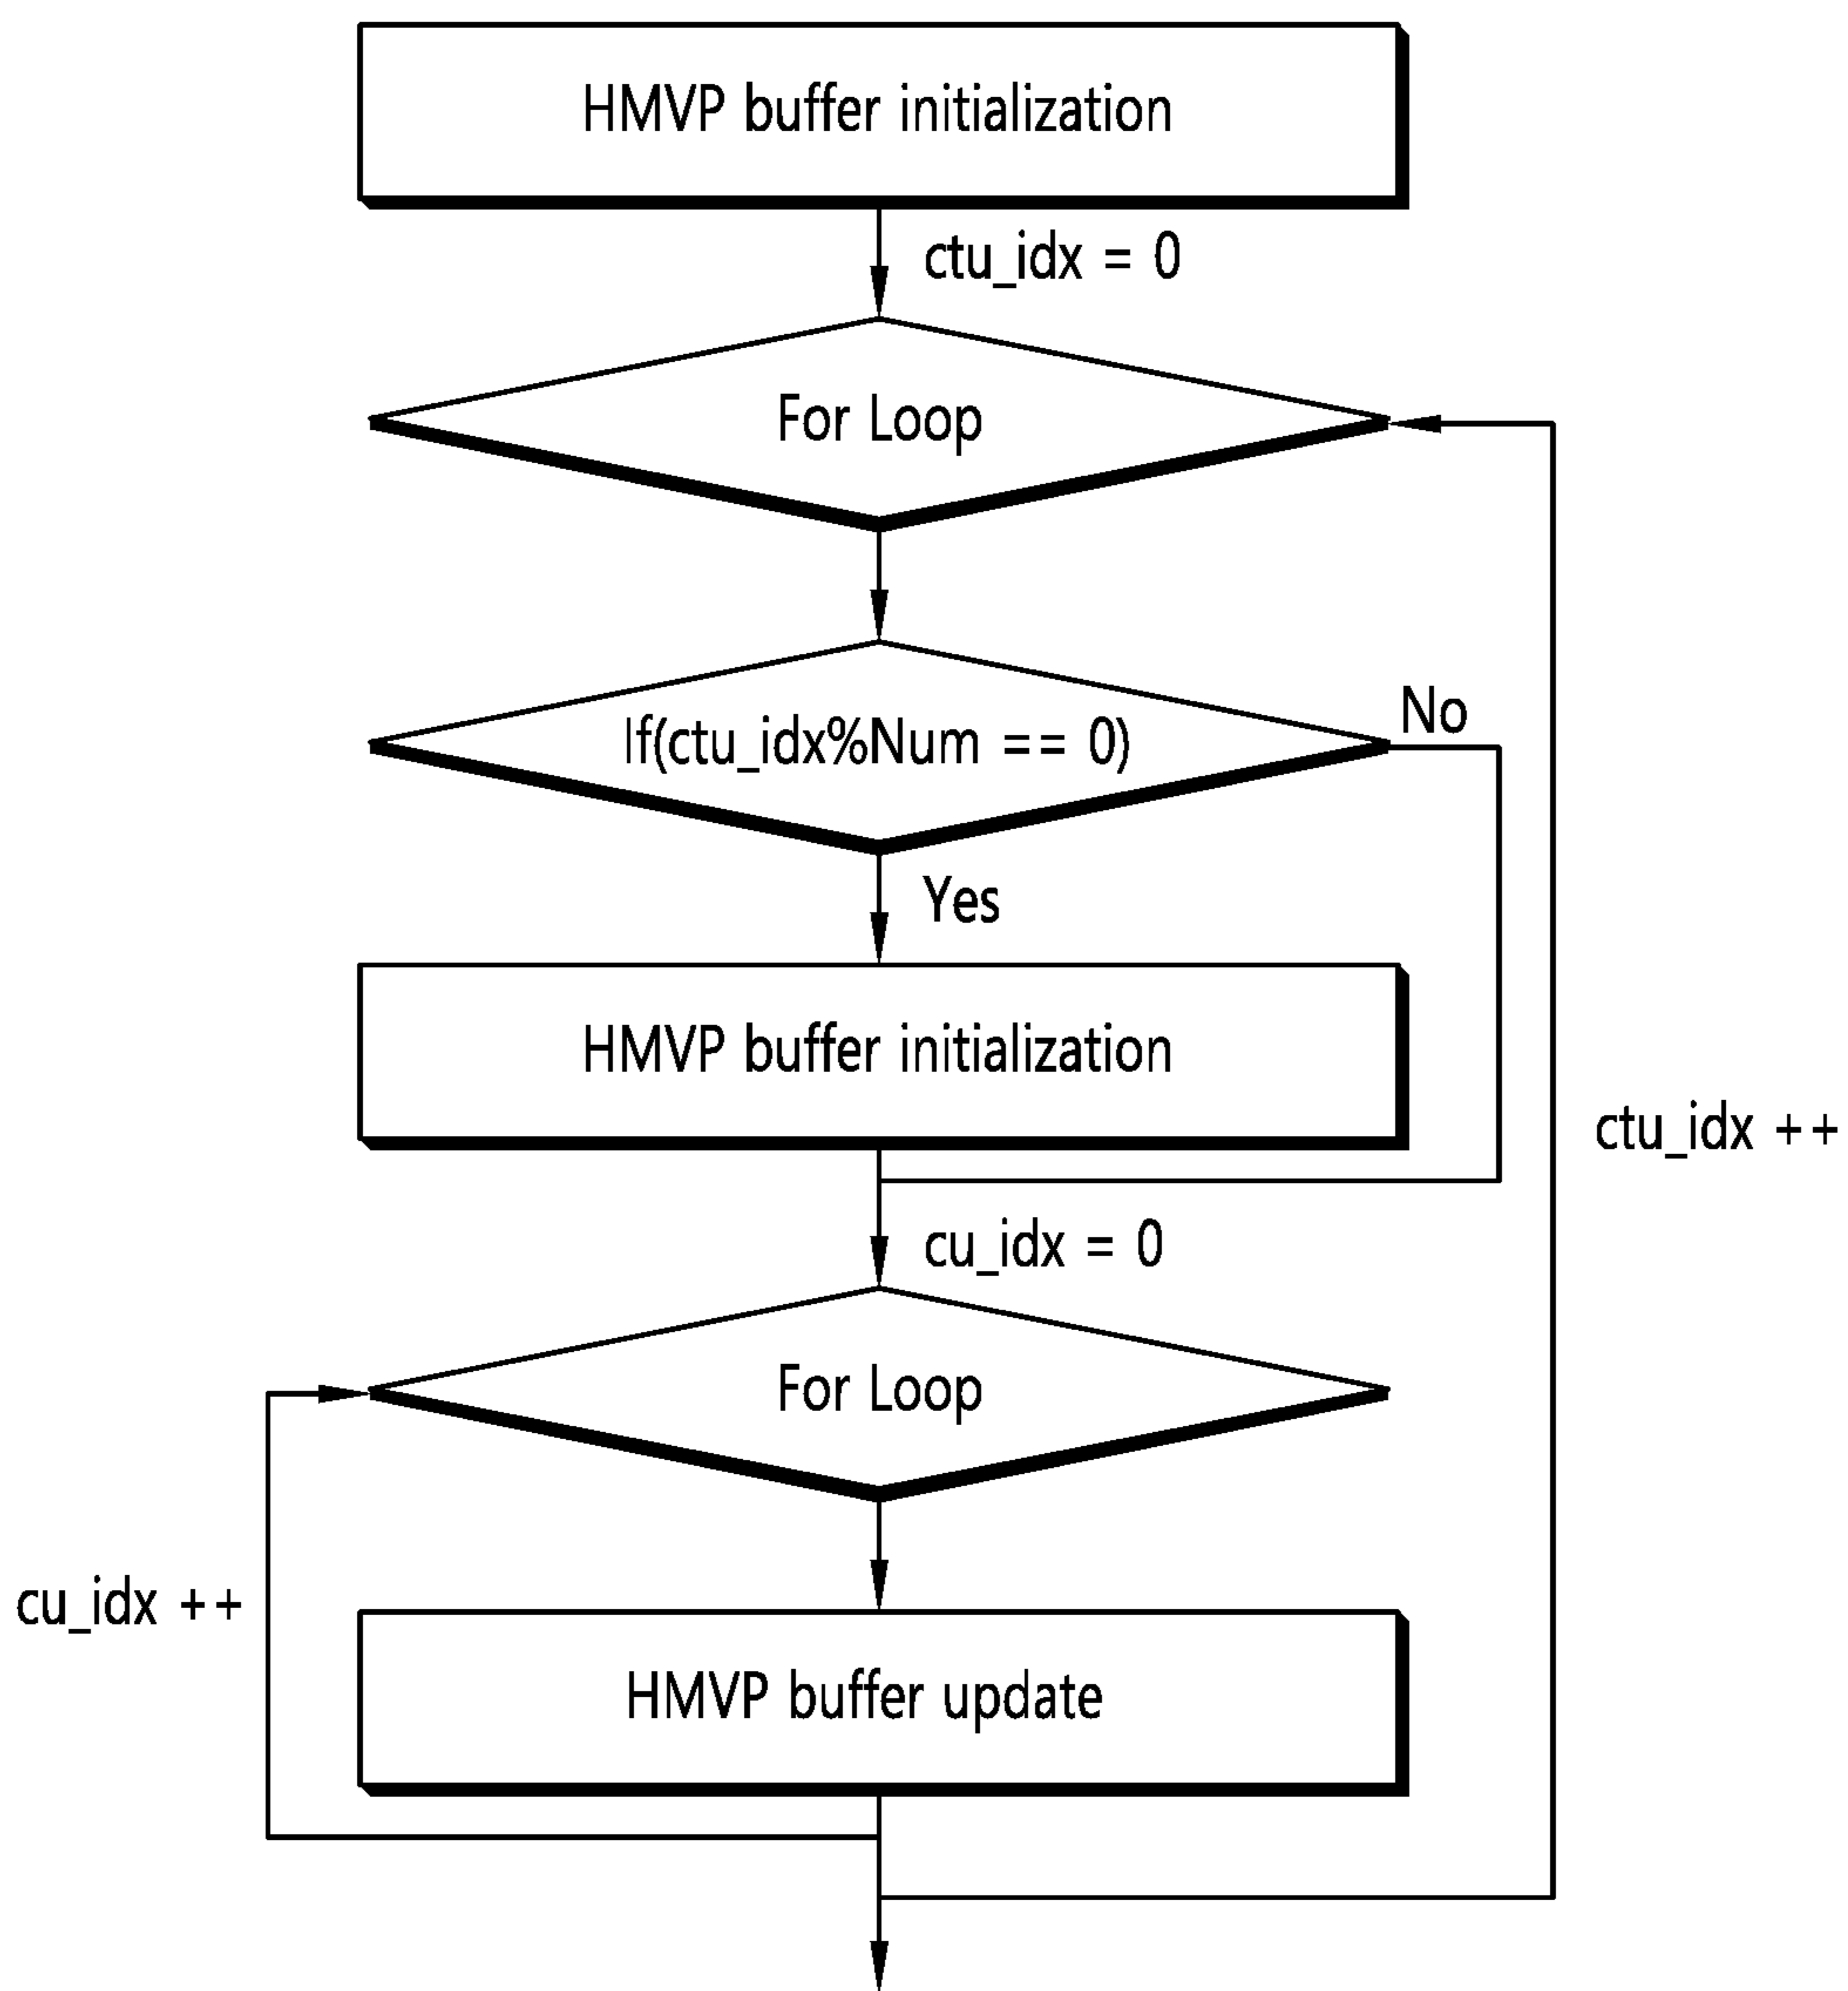 HMVP buffer initialization
ctu_idx = 0
For Loop
If(ctu_idx%Num == 0)
No
Yes
HMVP buffer initialization
ctu_idx ++
cu_idx = 0
For Loop
cu_idx ++
HMVP buffer update